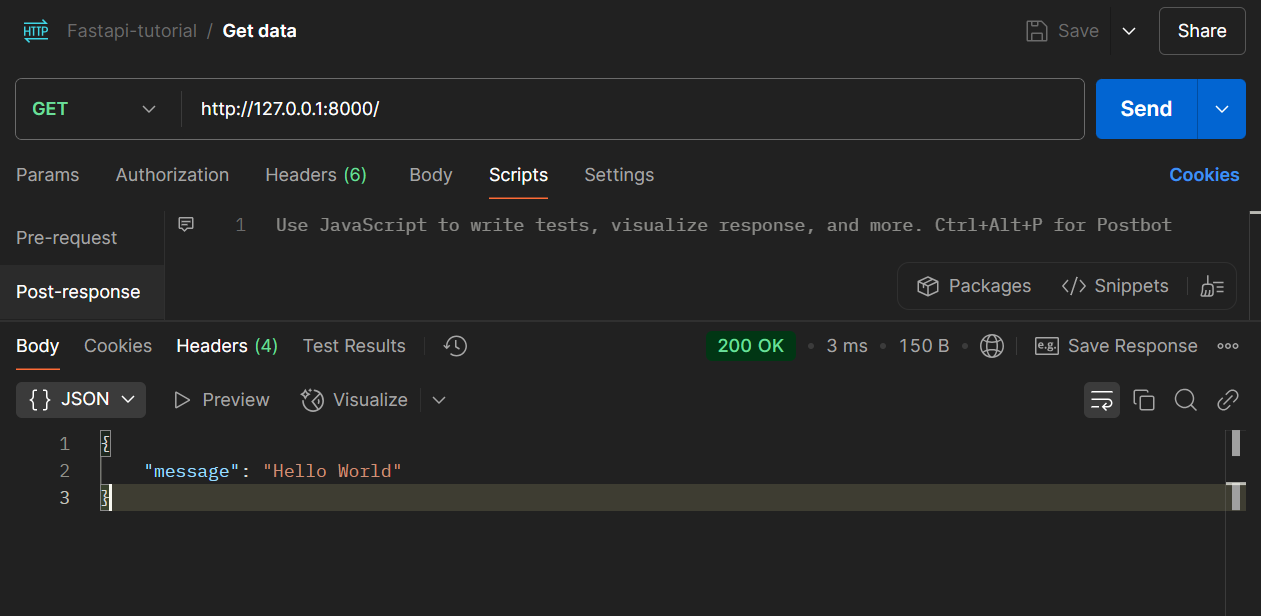 HTTP Fastapi-tutorial / Get data Save Share
GET http://127.0.0.1:8000/ Send
Params Authorization Headers (6) Body Scripts Settings Cookies
Pre-request
1 Use JavaScript to write tests, visualize response, and more. Ctrl+Alt+P for Postbot
Post-response
Packages </> Snippets
Body Cookies Headers (4) Test Results 200 OK • 3 ms • 150 B • e.g. Save Response
{} JSON Preview Visualize
1 {
2 "message": "Hello World"
3 }